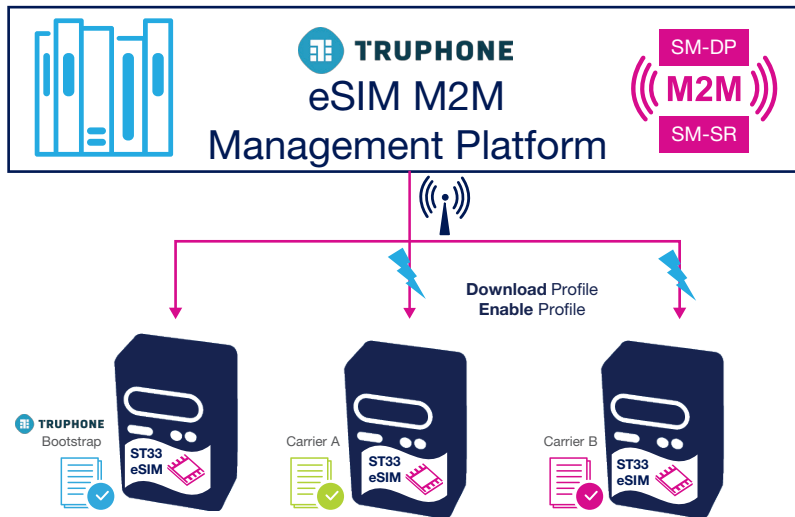 TRUPHONE
eSIM M2M
Management Platform
SM-DP
M2M
SM-SR
Download Profile
Enable Profile
TRUPHONE
Bootstrap
ST33
eSIM
Carrier A
ST33
eSIM
Carrier B
ST33
eSIM